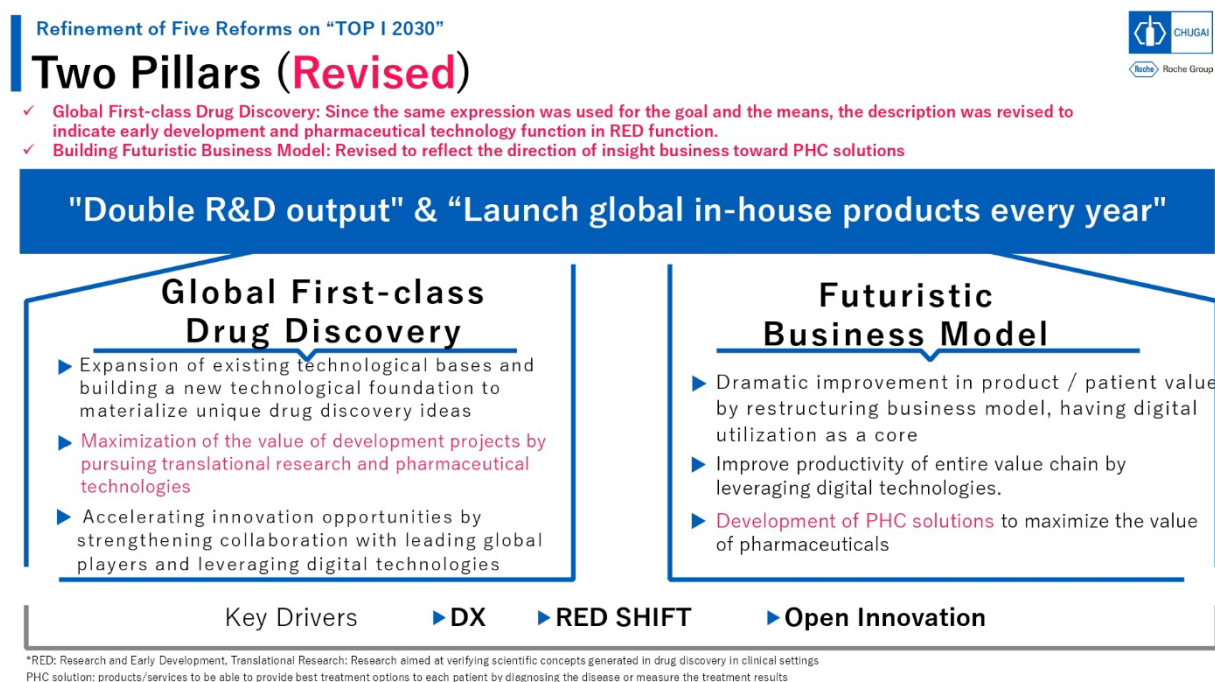 Refinement of Five Reforms on “TOP I 2030”
Two Pillars (Revised)
CHUGAI
Roche Roche Group
✓ Global First-class Drug Discovery: Since the same expression was used for the goal and the means, the description was revised to
indicate early development and pharmaceutical technology function in RED function.
✓ Building Futuristic Business Model: Revised to reflect the direction of insight business toward PHC solutions
"Double R&D output" & “Launch global in-house products every year"
Global First-class
Drug Discovery
▶ Expansion of existing technological bases and
building a new technological foundation to
materialize unique drug discovery ideas
▶ Maximization of the value of development projects by
pursuing translational research and pharmaceutical
technologies
▶ Accelerating innovation opportunities by
strengthening collaboration with leading global
players and leveraging digital technologies
Futuristic
Business Model
▶ Dramatic improvement in product / patient value
by restructuring business model, having digital
utilization as a core
▶ Improve productivity of entire value chain by
leveraging digital technologies.
▶ Development of PHC solutions to maximize the value
of pharmaceuticals
Key Drivers ▶DX ▶RED SHIFT ▶Open Innovation
*RED: Research and Early Development, Translational Research: Research aimed at verifying scientific concepts generated in drug discovery in clinical settings
PHC solution: products/services to be able to provide best treatment options to each patient by diagnosing the disease or measure the treatment results